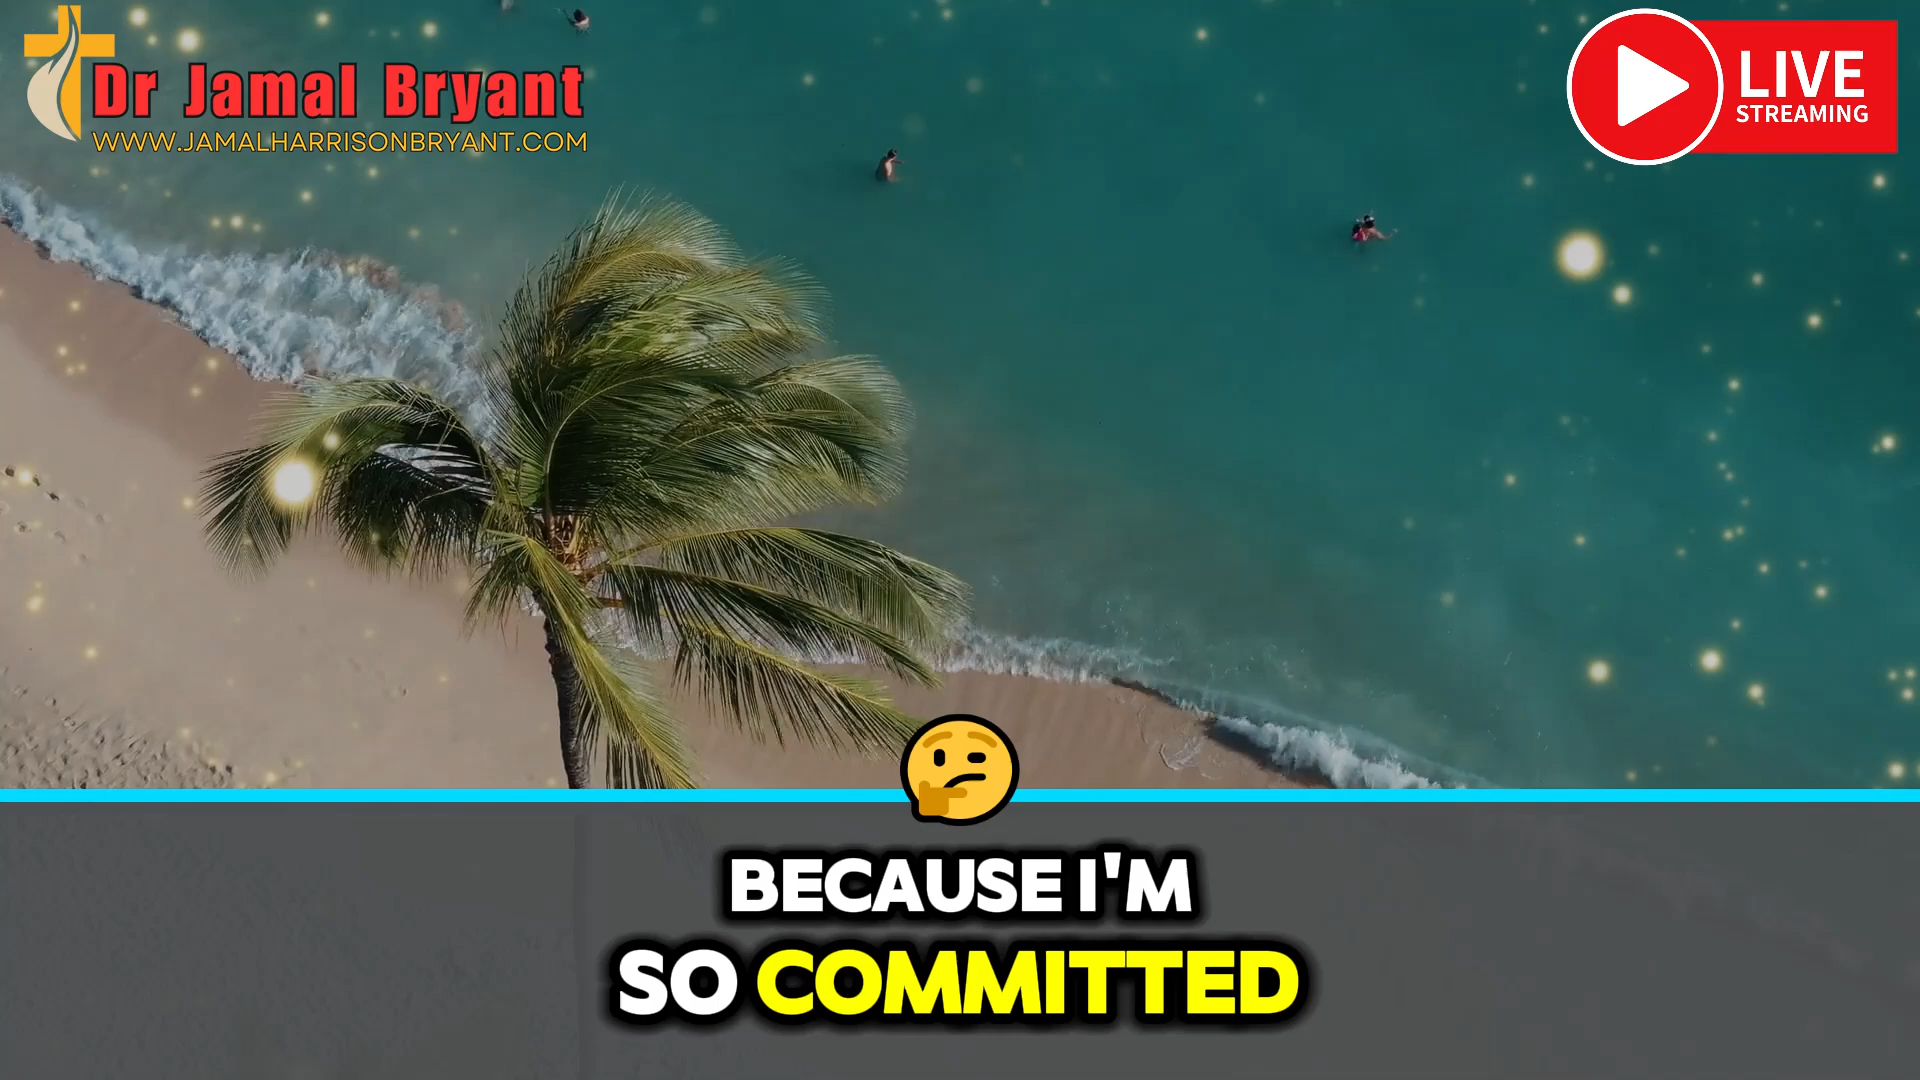 Dr Jamal Bryant
WWW.JAMALHARRISONBRYANT.COM
LIVE
STREAMING
BECAUSE I'M
SO COMMITTED